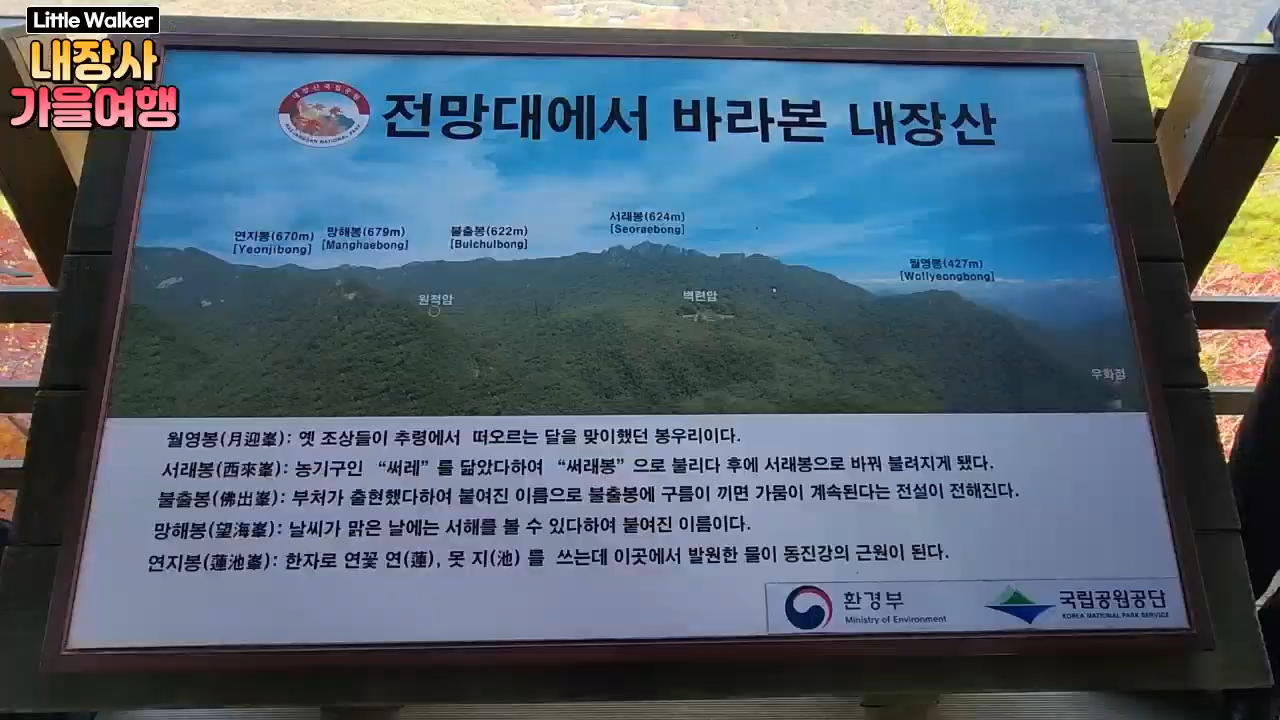 Little Walker
내장사
가을여행
전망대에서 바라본 내장산
연지봉(670m)
[Yeonjibong]
망해봉(679m)
[Manghaebong]
불출봉(622m)
[Bulchulbong]
서래봉(624m)
[Seoraebong]
월영봉(427m)
[Wollyeongbong]
원적암
벽련암
우화정
월영봉(月迎峯): 옛 조상들이 추령에서 떠오르는 달을 맞이했던 봉우리이다.
서래봉(西來峯): 농기구인 “써레” 를 닮았다하여 “써래봉” 으로 불리다 후에 서래봉으로 바꿔 불려지게 됐다.
불출봉(佛出峯): 부처가 출현했다하여 붙여진 이름으로 불출봉에 구름이 끼면 가뭄이 계속된다는 전설이 전해진다.
망해봉(望海峯): 날씨가 맑은 날에는 서해를 볼 수 있다하여 붙여진 이름이다.
연지봉(蓮池峯): 한자로 연꽃 연(蓮), 못 지(池) 를 쓰는데 이곳에서 발원한 물이 동진강의 근원이 된다.
환경부
Ministry of Environment
국립공원공단
KOREA NATIONAL PARK SERVICE